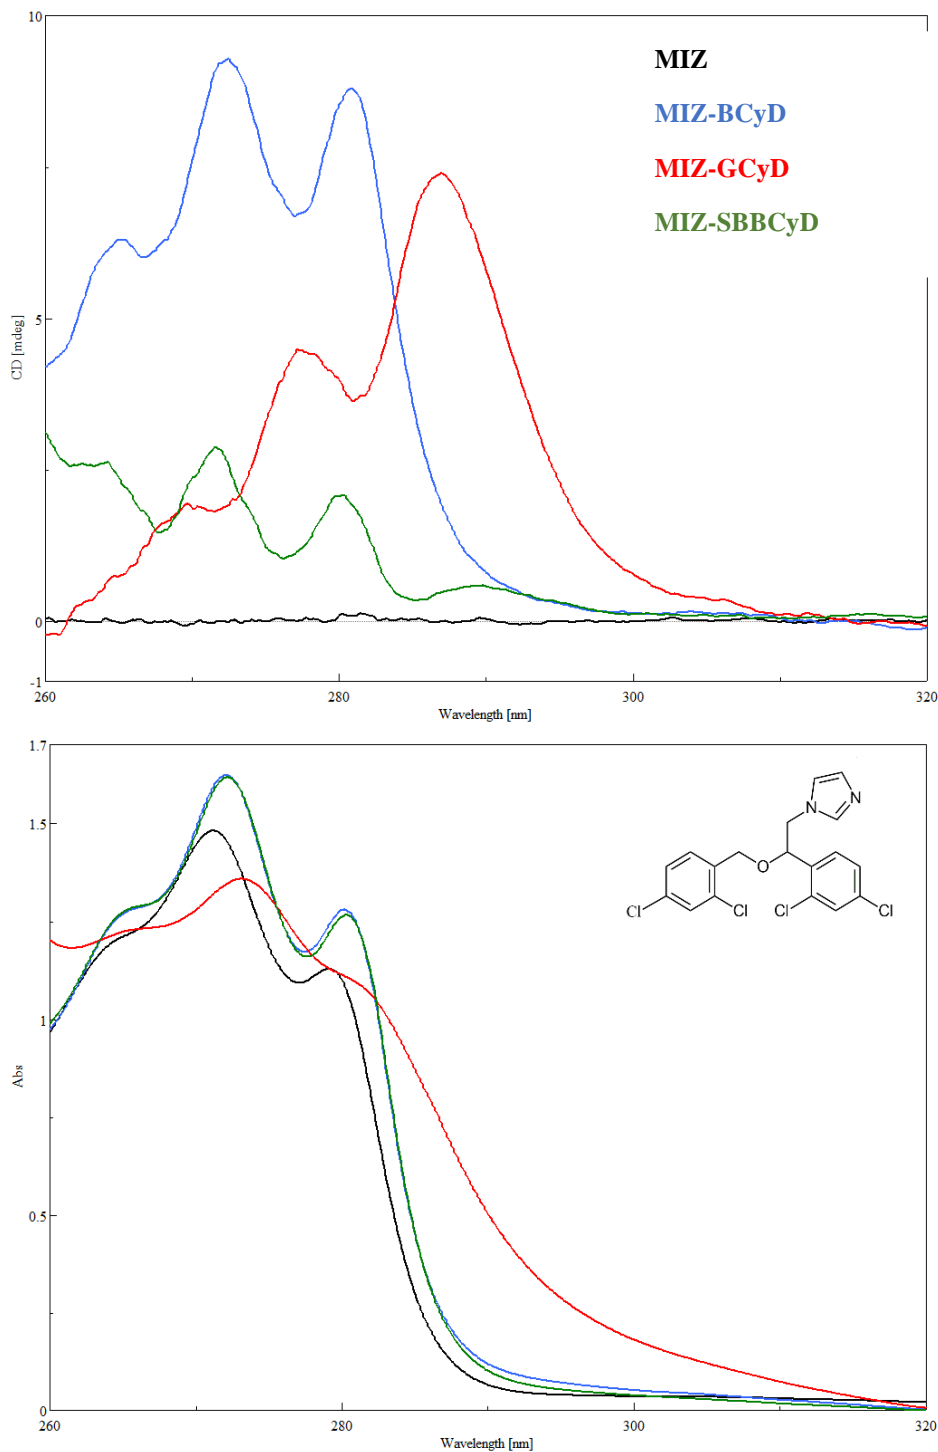 10
MIZ
MIZ-BCyD
MIZ-GCyD
MIZ-SBBCyD
5
CD [mdeg]
0
-1
260
280
300
320
Wavelength [nm]
1.7
1.5
N
N
O
Cl
Cl
Cl
Cl
1
Abs
0.5
0
260
280
300
320
Wavelength [nm]